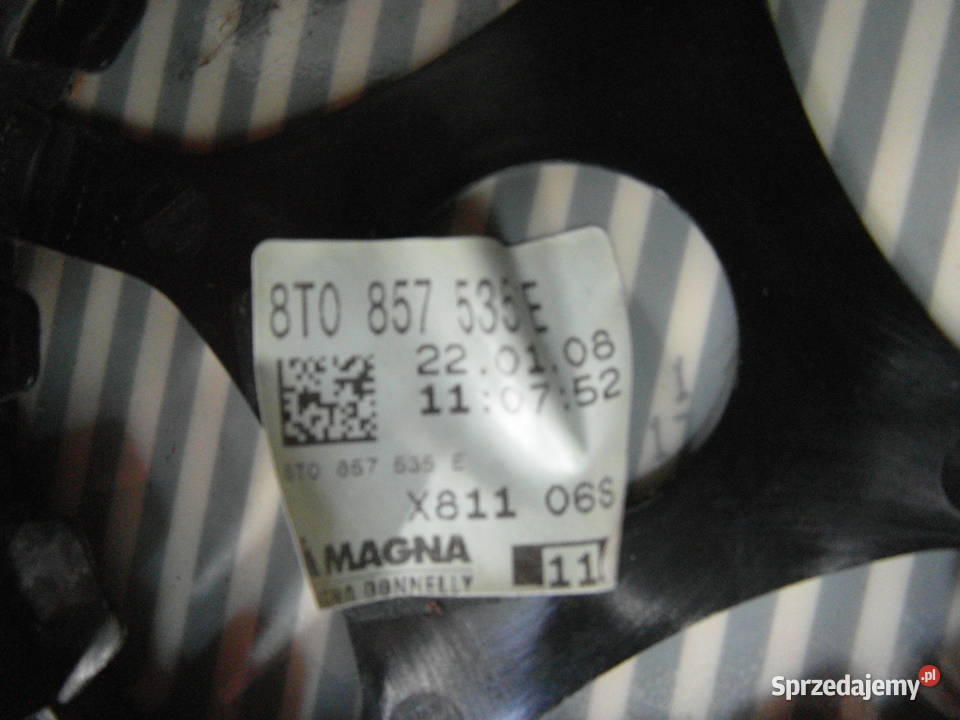 8T0 857 535 E
22.01.08
11:07:52
8T0 857 535 E
X811 06S
MAGNA
11
DONNELLY
1
Sprzedajemy.pl